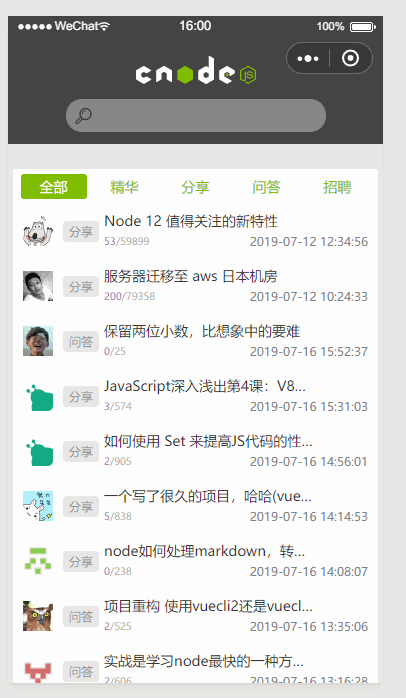 WeChat 16:00 100%
cnode JS
全部 精华 分享 问答 招聘
分享 Node 12 值得关注的新特性
53/59899 2019-07-12 12:34:56
分享 服务器迁移至 aws 日本机房
200/79358 2019-07-12 10:24:33
问答 保留两位小数，比想象中的要难
0/25 2019-07-16 15:52:37
分享 JavaScript深入浅出第4课：V8...
3/574 2019-07-16 15:31:03
分享 如何使用 Set 来提高JS代码的性...
2/905 2019-07-16 14:56:01
分享 一个写了很久的项目，哈哈(vue...
5/838 2019-07-16 14:14:53
分享 node如何处理markdown，转...
0/238 2019-07-16 14:08:07
问答 项目重构 使用vuecli2还是vuecl...
2/525 2019-07-16 13:35:06
分享 实战是学习node最快的一种方...
2/606 2019-07-16 13:16:28